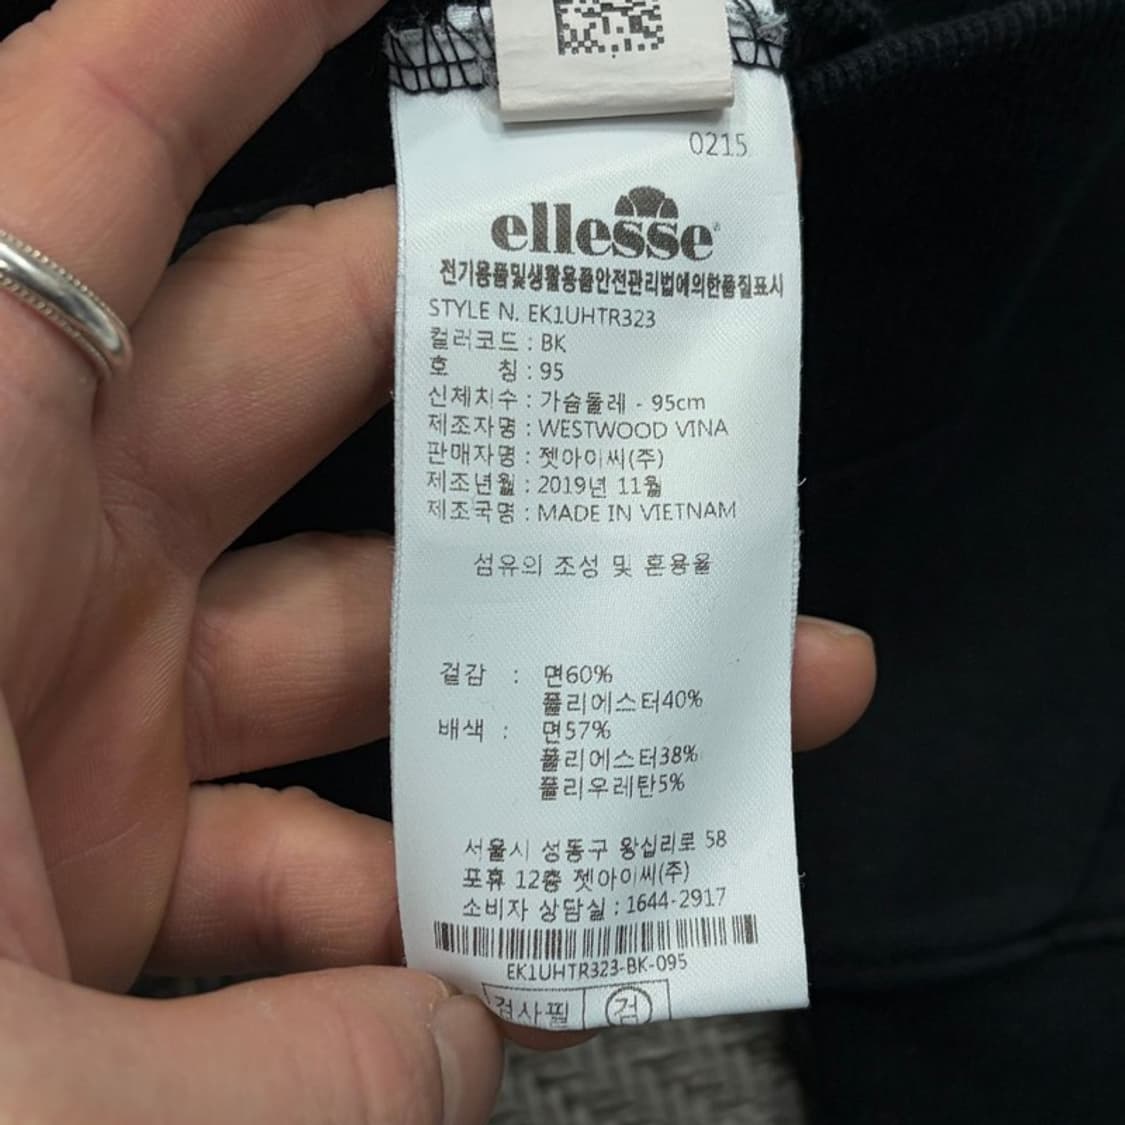 0215
ellesse
전기용품및생활용품안전관리법에의한품질표시
STYLE N. EK1UHTR323
컬러코드 : BK
호 칭 : 95
신체치수 : 가슴둘레 - 95cm
제조자명 : WESTWOOD VINA
판매자명 : 젯아이씨(주)
제조년월 : 2019년 11월
제조국명 : MADE IN VIETNAM
섬유의 조성 및 혼용율
겉감 : 면60%
폴리에스터40%
배색 : 면57%
폴리에스터38%
폴리우레탄5%
서울시 성동구 왕십리로 58
포휴 12층 젯아이씨(주)
소비자 상담실 : 1644-2917
EK1UHTR323-BK-095
검사필 검